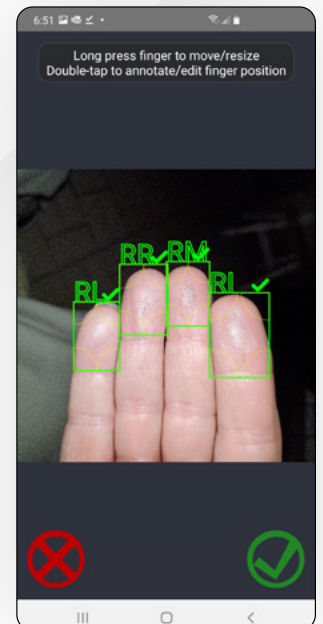 6:51
Long press finger to move/resize
Double-tap to annotate/edit finger position
RL RR RM RI